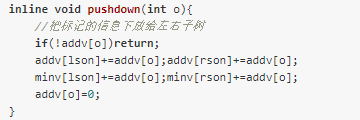 inline void pushdown(int o){
//把标记的信息下放给左右子树
if(!addv[o])return;
addv[lson]+=addv[o];addv[rson]+=addv[o];
minv[lson]+=addv[o];minv[rson]+=addv[o];
addv[o]=0;
}